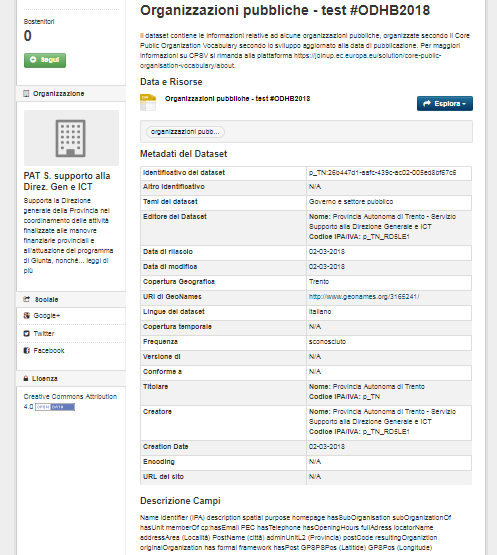 Sostenitori
0
Segui
Organizzazione
PAT S. supporto alla
Direz. Gen e ICT
Supporta la Direzione
generale della Provincia nel
coordinamento delle attività
finalizzate alle manovre
finanziarie provinciali e
all'attuazione del programma
di Giunta, nonché... leggi di
più
Sociale
Google+
Twitter
Facebook
Licenza
Creative Commons Attribution
4.0 OPEN DATA
Organizzazioni pubbliche - test #ODHB2018
Il dataset contiene le informazioni relative ad alcune organizzazioni pubbliche, organizzate secondo il Core
Public Organization Vocabulary secondo lo sviluppo aggiornato alla data di pubblicazione. Per maggiori
informazioni su CPSV si rimanda alla piattaforma https://joinup.ec.europa.eu/solution/core-public-
organisation-vocabulary/about.
Data e Risorse
Organizzazioni pubbliche - test #ODHB2018
Esplora
organizzazioni pubb...
Metadati del Dataset
Identificativo del dataset p_TN:26b447d1-aafc-439c-ac02-005ed8bf67c6
Altro Identificativo N/A
Temi del dataset Governo e settore pubblico
Editore del Dataset Nome: Provincia Autonoma di Trento - Servizio
Supporto alla Direzione Generale e ICT
Codice IPA/IVA: p_TN_RD5LE1
Data di rilascio 02-03-2018
Data di modifica 02-03-2018
Copertura Geografica Trento
URI di GeoNames http://www.geonames.org/3165241/
Lingue del dataset italiano
Copertura temporale N/A
Frequenza sconosciuto
Versione di N/A
Conforme a N/A
Titolare Nome: Provincia Autonoma di Trento
Codice IPA/IVA: p_TN
Creatore Nome: Provincia Autonoma di Trento - Servizio
Supporto alla Direzione Generale e ICT
Codice IPA/IVA: p_TN_RD5LE1
Creation Date 02-03-2018
Encoding N/A
URL del sito N/A
Descrizione Campi
Name identifier (IPA) description spatial purpose homepage hasSubOrganisation subOrganizationOf
hasUnit memberOf cp:hasEmail PEC hasTelephone hasOpeningHours fullAdress locatorName
addressArea (Località) PostName (città) adminUnitL2 (Provincia) postCode resultingOrganization
originalOrganization has formal framework hasPost GPSPSPos (Latitide) GPSPos (Longitude)